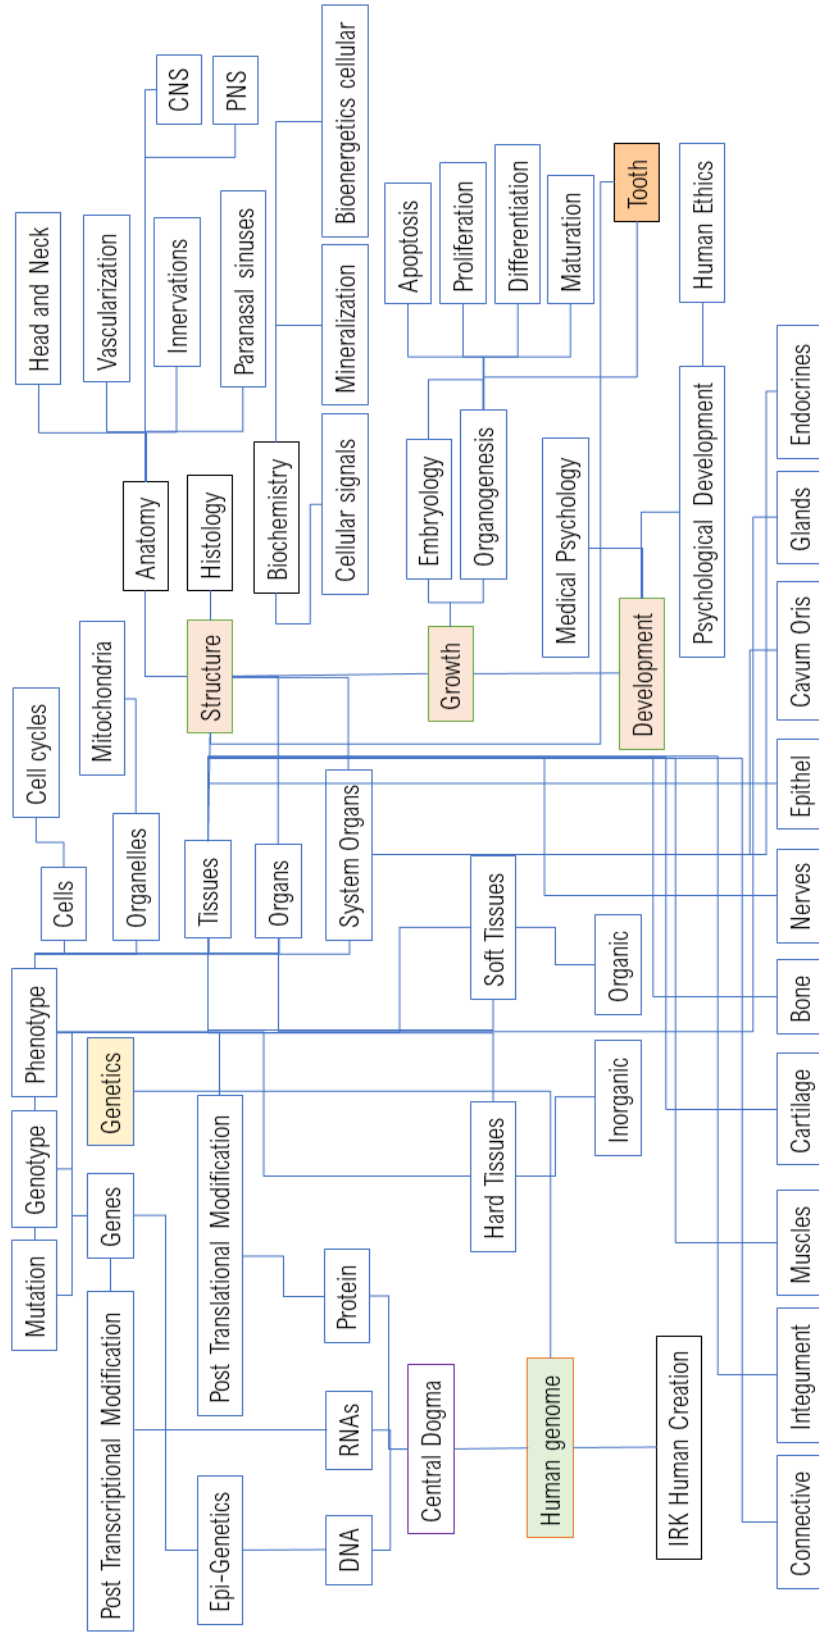 Mutation
Genotype
Phenotype
Cell cycles
Head and Neck
Cells
Post Transcriptional Modification
Genes
Genetics
Mitochondria
Vascularization
Organelles
Anatomy
Innervations
CNS
Epi-Genetics
Post Translational Modification
Tissues
Structure
Histology
Paranasal sinuses
PNS
Organs
Biochemistry
DNA
RNAs
Protein
System Organs
Cellular signals
Mineralization
Bioenergetics cellular
Central Dogma
Embryology
Apoptosis
Growth
Organogenesis
Proliferation
Hard Tissues
Soft Tissues
Differentiation
Human genome
Medical Psychology
Maturation
Inorganic
Organic
Development
Tooth
IRK Human Creation
Psychological Development
Human Ethics
Connective
Integument
Muscles
Cartilage
Bone
Nerves
Epithel
Cavum Oris
Glands
Endocrines